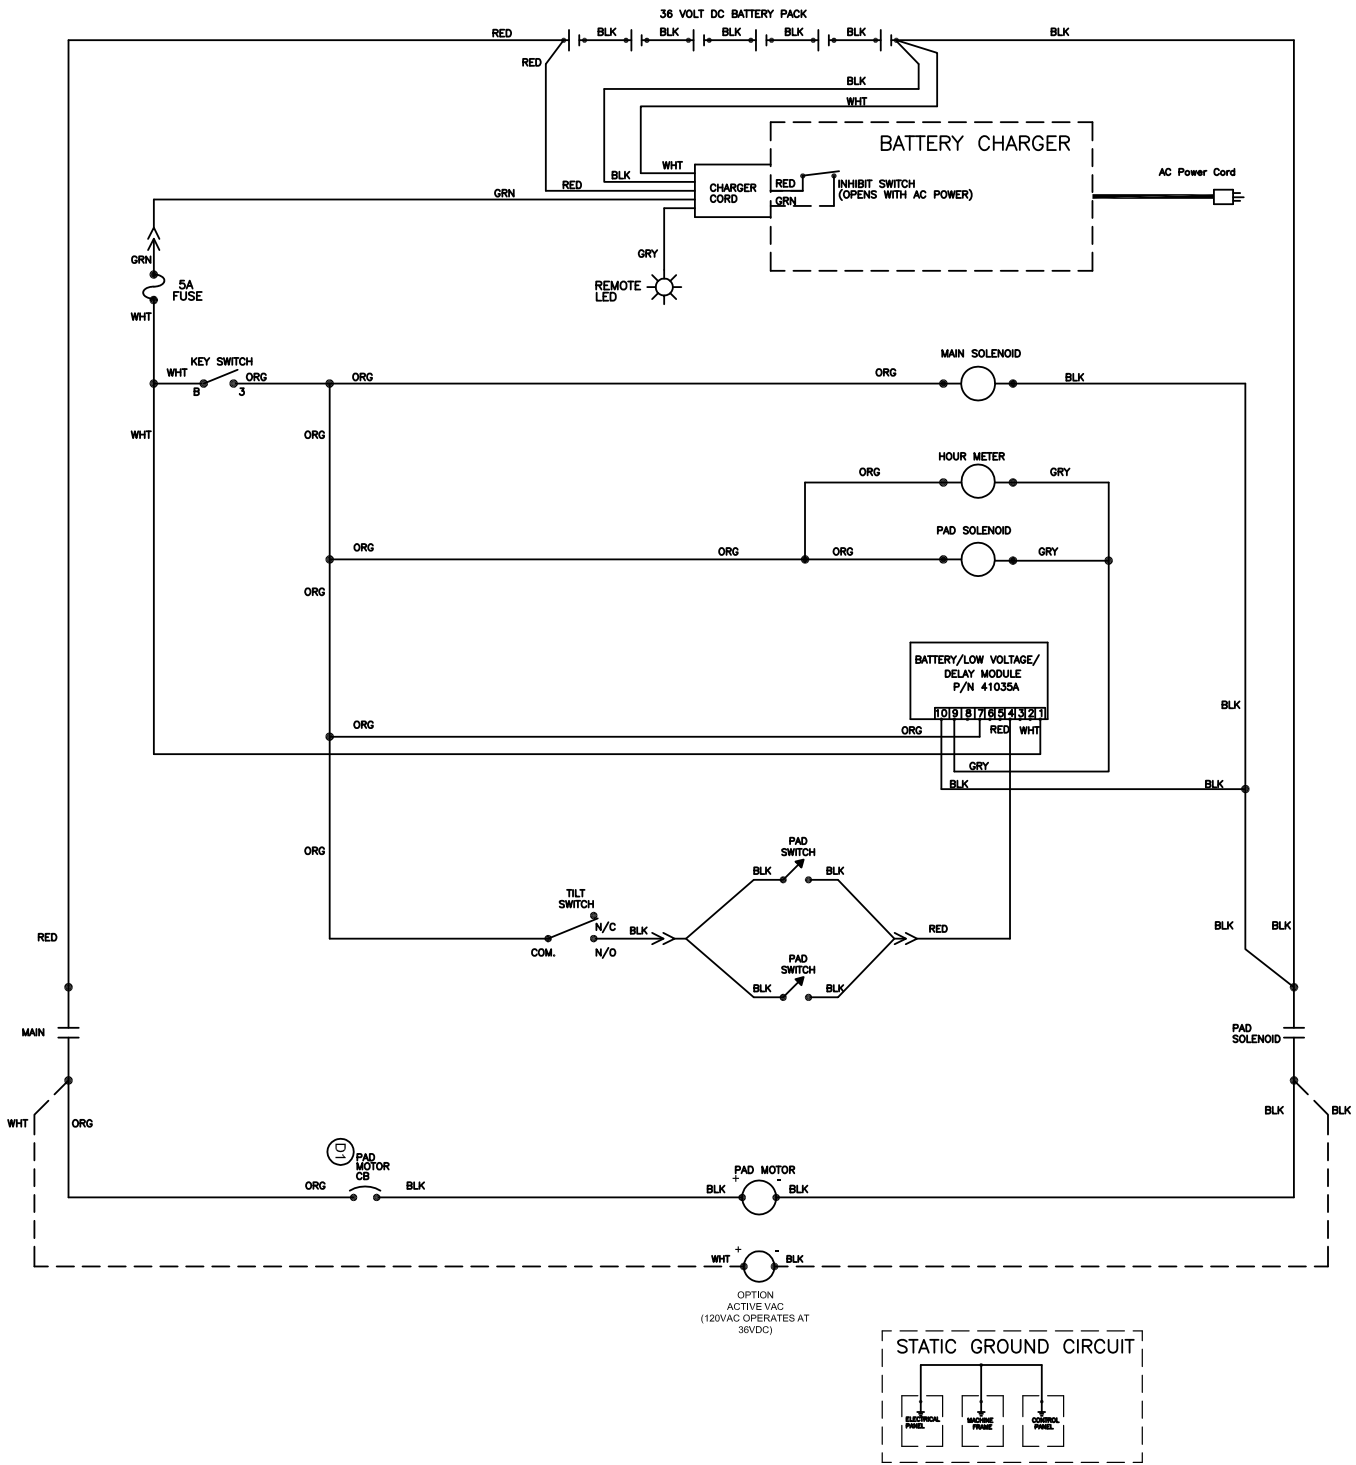 36 VOLT DC BATTERY PACK
RED
BLK
BLK
BLK
BLK
BLK
BLK
RED
BLK
WHT
BATTERY CHARGER
WHT
BLK
RED
GRN
CHARGER
CORD
RED
GRN
INHIBIT SWITCH
(OPENS WITH AC POWER)
AC Power Cord
GRY
REMOTE
LED
GRN
5A
FUSE
WHT
KEY SWITCH
WHT
B
3
ORG
ORG
ORG
MAIN SOLENOID
BLK
WHT
ORG
HOUR METER
ORG
GRY
PAD SOLENOID
ORG
ORG
ORG
GRY
ORG
BATTERY/LOW VOLTAGE/
DELAY MODULE
P/N 41035A
10 9 8 7 6 5 4 3 2 1
ORG
ORG
RED
WHT
BLK
GRY
BLK
BLK
ORG
PAD
SWITCH
BLK
BLK
TILT
SWITCH
N/C
COM.
N/O
BLK
RED
PAD
SWITCH
BLK
BLK
RED
BLK
BLK
MAIN
PAD
SOLENOID
WHT
ORG
BLK
BLK
D1
PAD
MOTOR
CB
ORG
BLK
PAD MOTOR
+
-
BLK
BLK
+
-
WHT
BLK
OPTION
ACTIVE VAC
(120VAC OPERATES AT
36VDC)
STATIC GROUND CIRCUIT
ELECTRICAL
PANEL
MACHINE
FRAME
CONTROL
PANEL